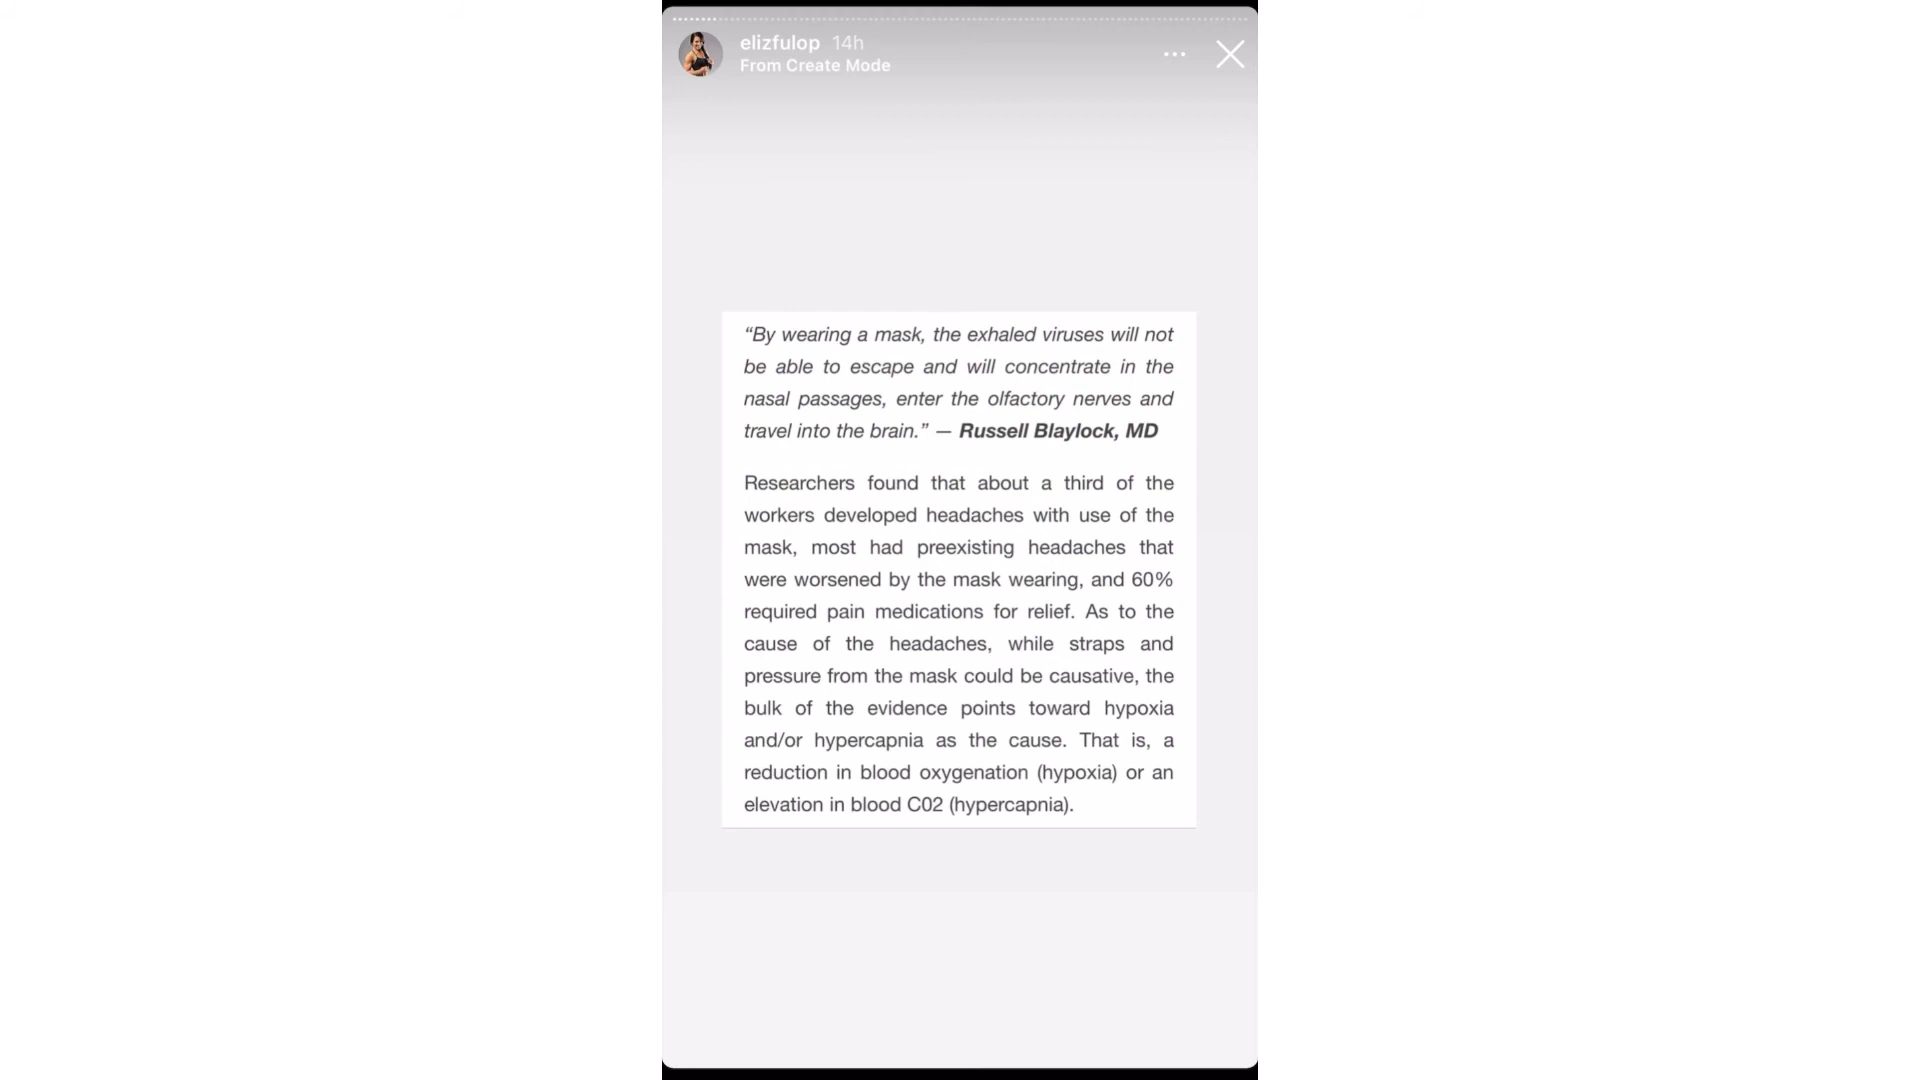 elizfulop 14h
From Create Mode
“By wearing a mask, the exhaled viruses will not
be able to escape and will concentrate in the
nasal passages, enter the olfactory nerves and
travel into the brain.” — Russell Blaylock, MD
Researchers found that about a third of the
workers developed headaches with use of the
mask, most had preexisting headaches that
were worsened by the mask wearing, and 60%
required pain medications for relief. As to the
cause of the headaches, while straps and
pressure from the mask could be causative, the
bulk of the evidence points toward hypoxia
and/or hypercapnia as the cause. That is, a
reduction in blood oxygenation (hypoxia) or an
elevation in blood C02 (hypercapnia).